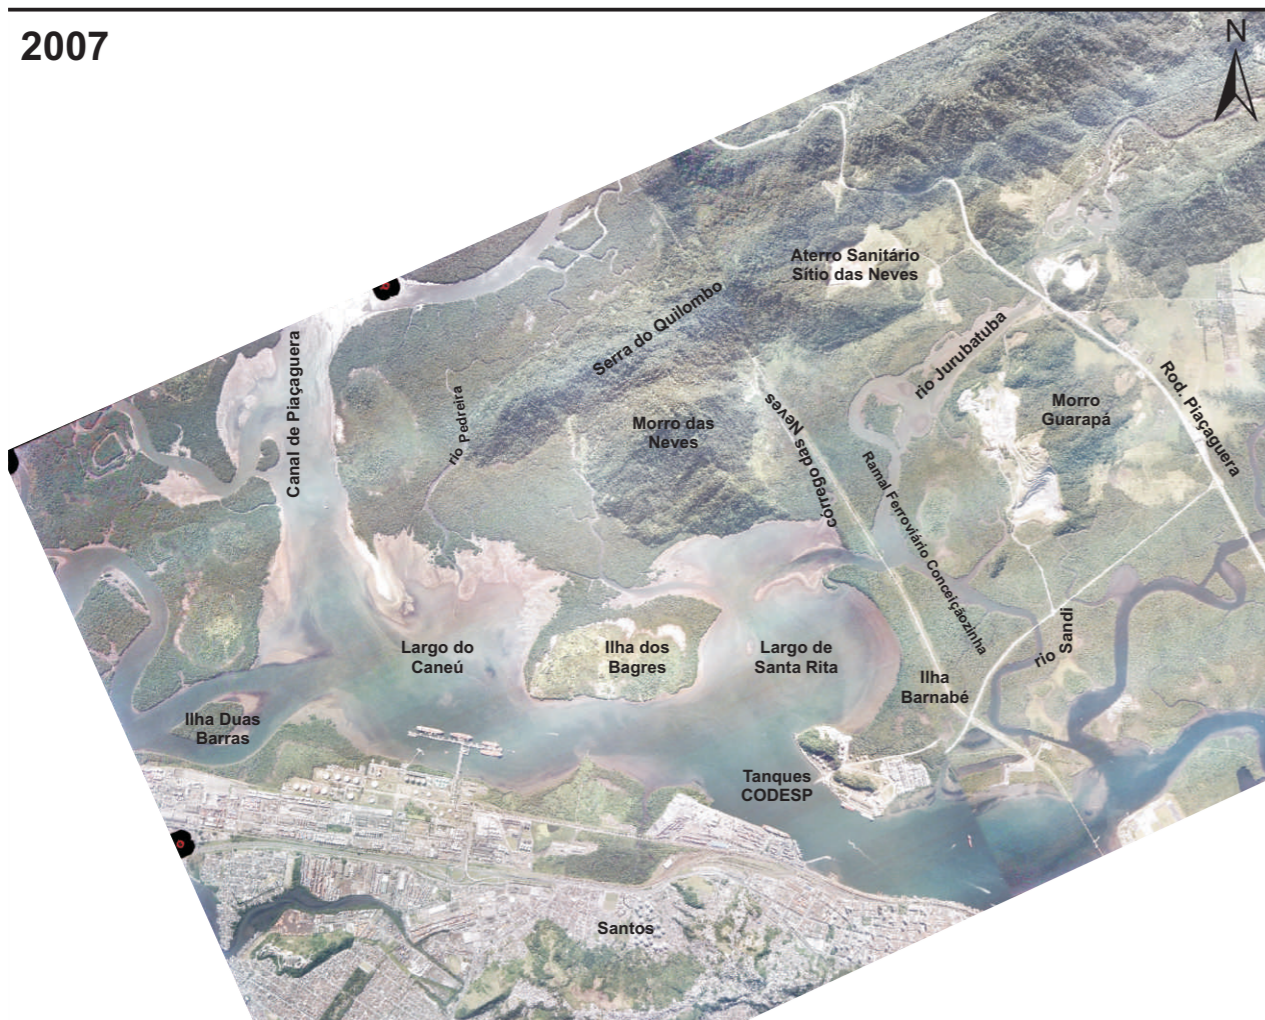 2007
N
Aterro Sanitário
Sítio das Neves
Serra do Quilombo
Canal de Piaçaguera
rio Jurubatuba
Rod. Piaçaguera
rio Pedreira
Morro das
Neves
córrego das Neves
Morro
Guarapá
Ramal Ferroviário Conceiçãozinha
Largo do
Caneú
Ilha dos
Bagres
Largo de
Santa Rita
rio Sandi
Ilha
Barnabé
Ilha Duas
Barras
Tanques
CODESP
Santos